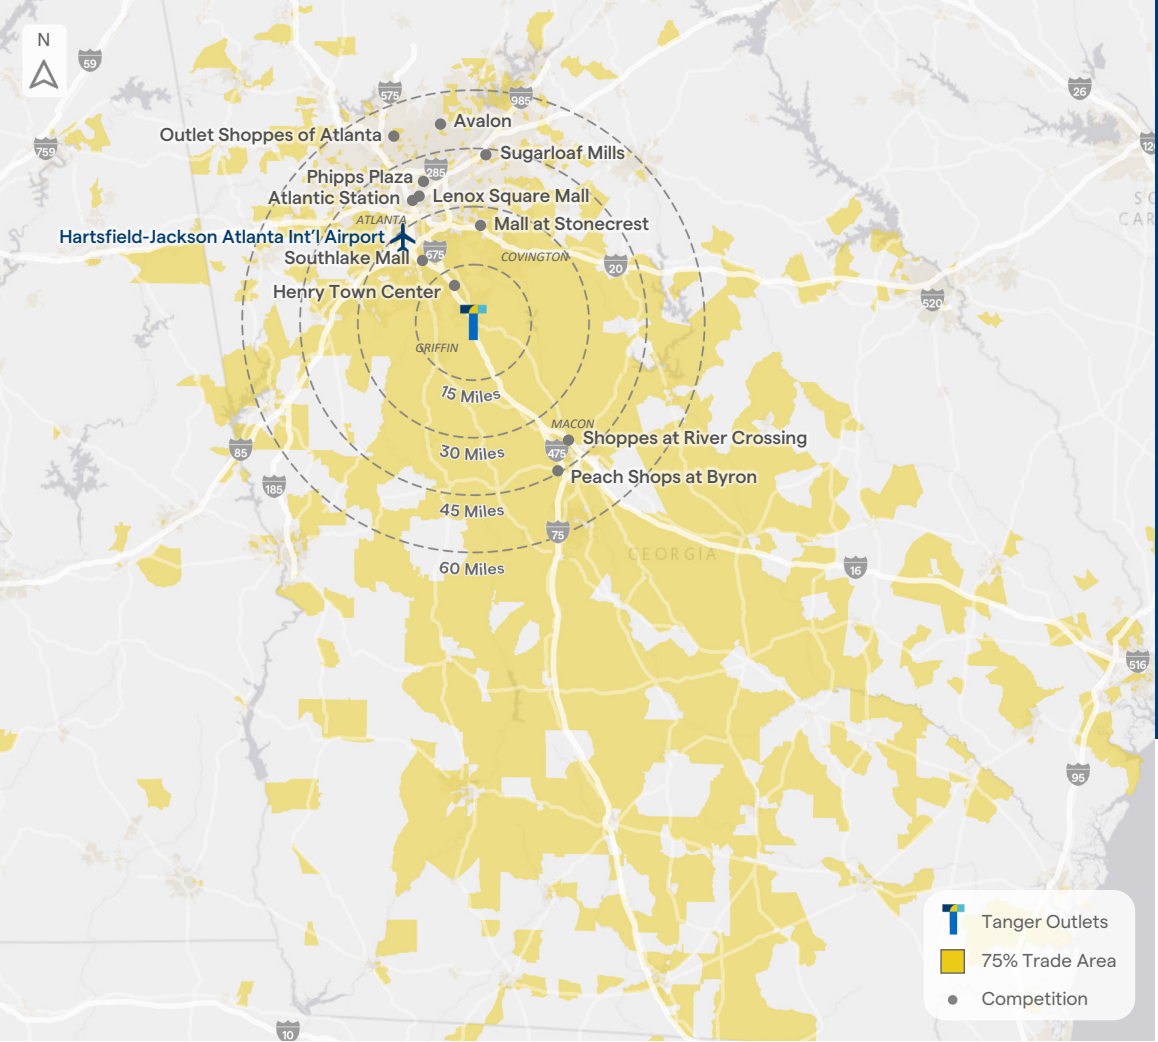 N
59
575
985
26
Avalon
Outlet Shoppes of Atlanta
759
Sugarloaf Mills
285
Phipps Plaza
Lenox Square Mall
Atlantic Station
ATLANTA
Mall at Stonecrest
Hartsfield-Jackson Atlanta Int'l Airport
675
Southlake Mall
COVINGTON
20
Henry Town Center
520
GRIFFIN
15 Miles
MACON
Shoppes at River Crossing
85
30 Miles
475
Peach Shops at Byron
185
45 Miles
75
GEORGIA
60 Miles
16
516
95
Tanger Outlets
75% Trade Area
Competition
10